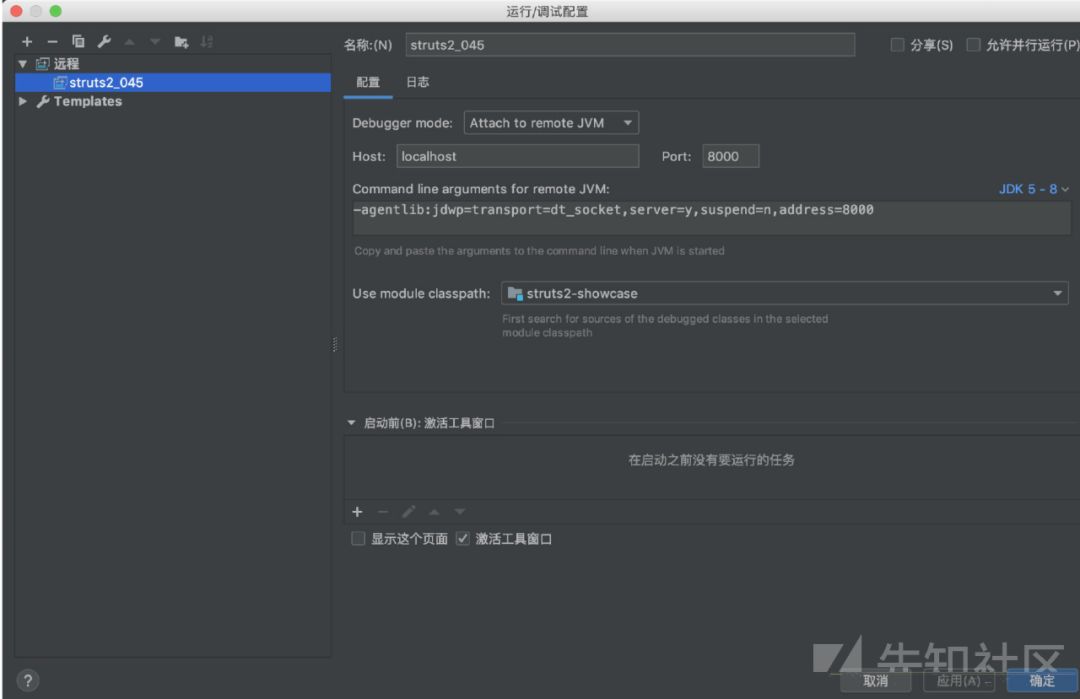 运行/调试配置
名称:(N) struts2_045 分享(S) 允许并行运行(P)
远程
struts2_045
Templates
配置 日志
Debugger mode: Attach to remote JVM
Host: localhost Port: 8000
Command line arguments for remote JVM: JDK 5 - 8
-agentlib:jdwp=transport=dt_socket,server=y,suspend=n,address=8000
Copy and paste the arguments to the command line when JVM is started
Use module classpath: struts2-showcase
First search for sources of the debugged classes in the selected
module classpath
启动前(B): 激活工具窗口
在启动之前没有要运行的任务
显示这个页面 激活工具窗口
先知社区
? 取消 应用(A) 确定